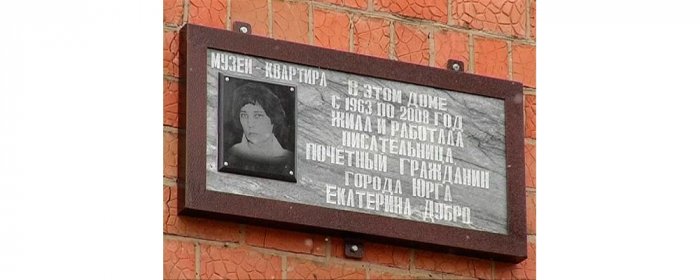 МУЗЕЙ - КВАРТИРА
В ЭТОМ ДОМЕ
С 1963 ПО 2008 ГОД
ЖИЛА И РАБОТАЛА
ПИСАТЕЛЬНИЦА
ПОЧЕТНЫЙ ГРАЖДАНИН
ГОРОДА ЮРГА
ЕКАТЕРИНА ДУБРО